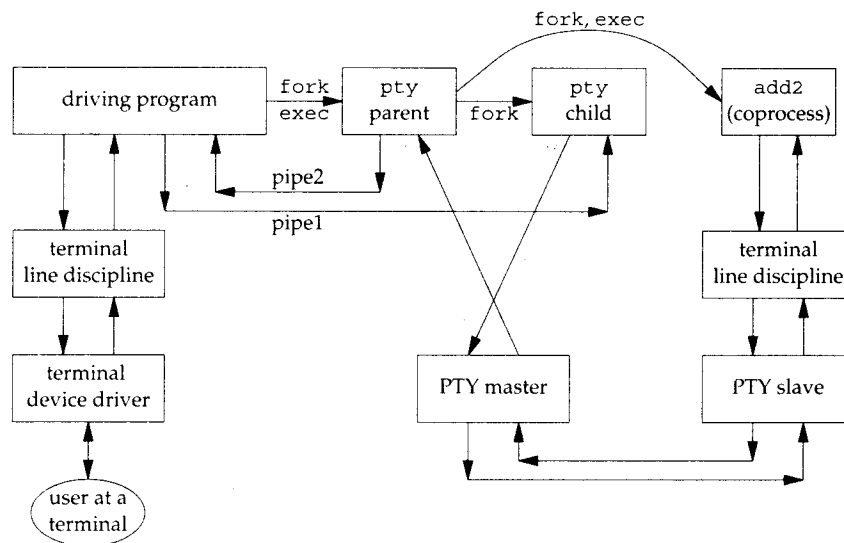 fork, exec
driving program
fork
exec
pty
parent
fork
pty
child
add2
(coprocess)
pipe2
pipe1
terminal
line discipline
terminal
line discipline
terminal
device driver
PTY master
PTY slave
user at a
terminal